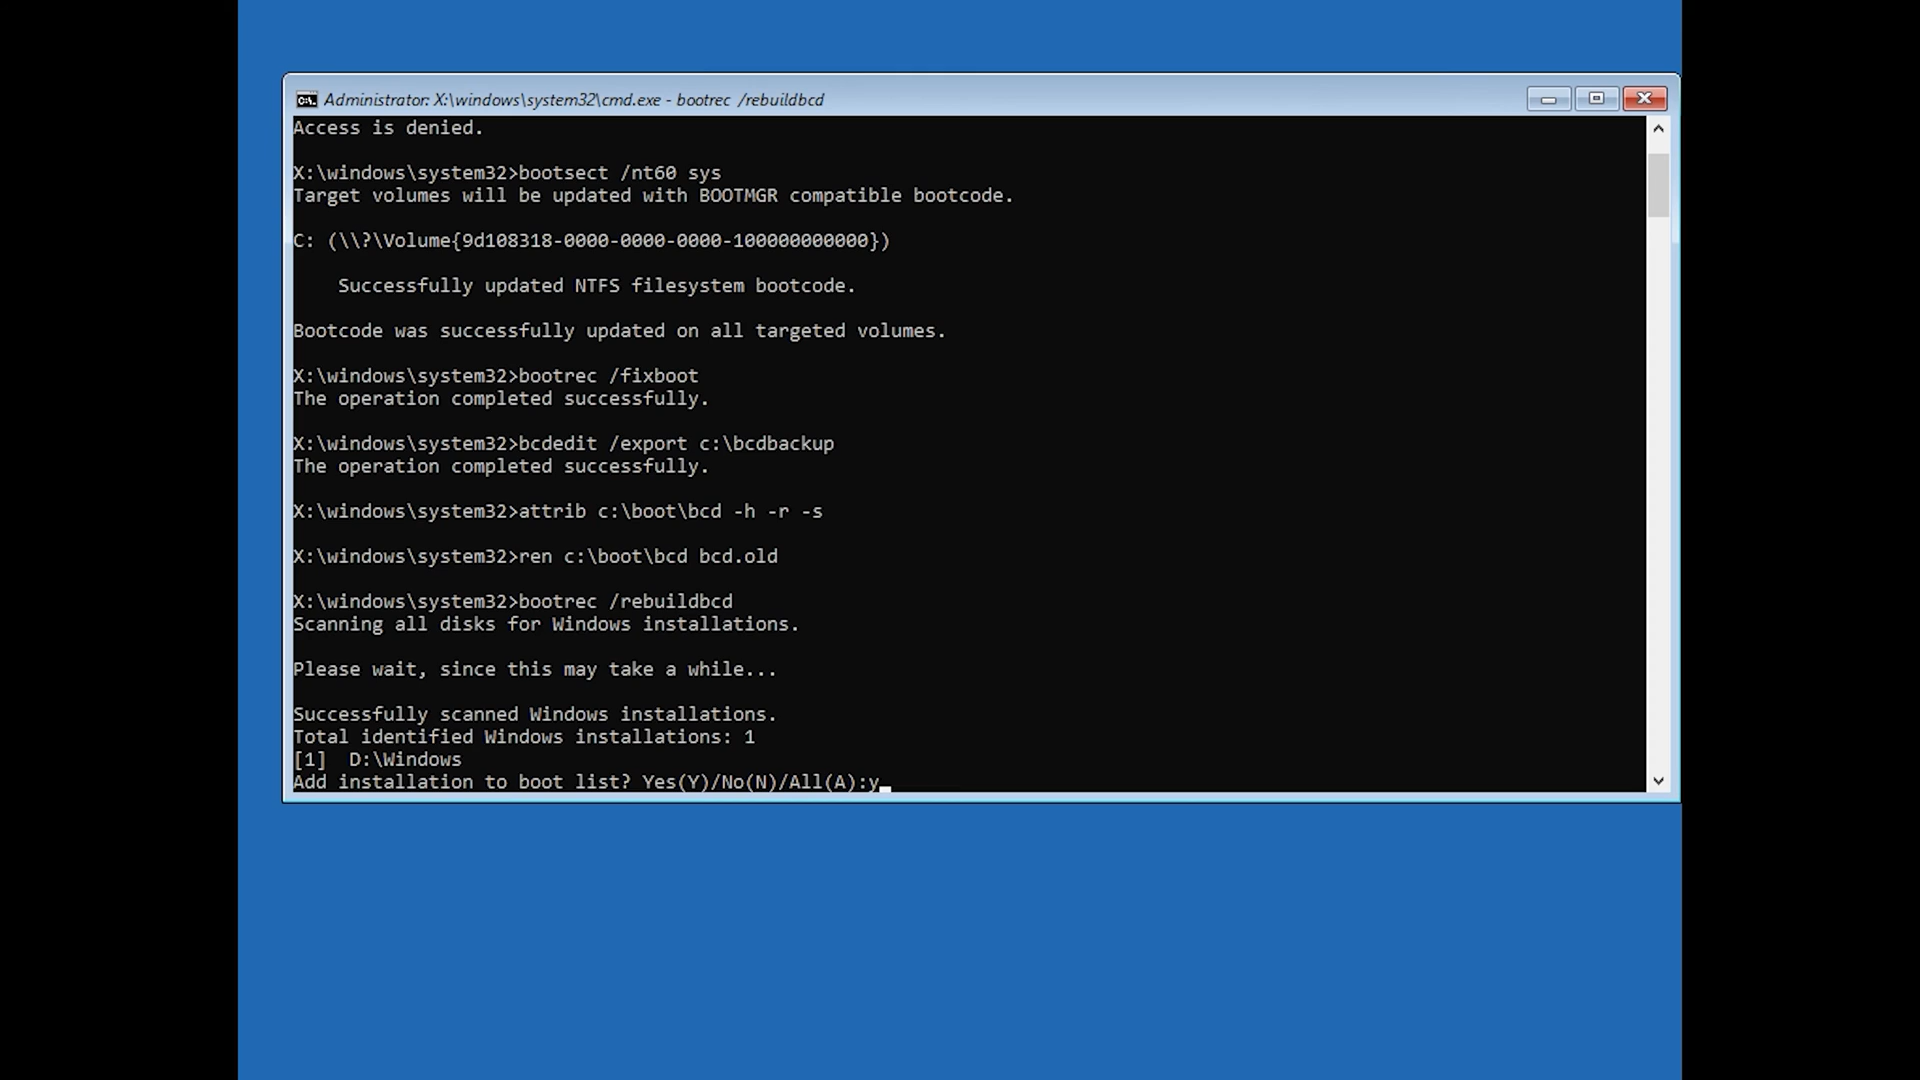 Administrator: X:\windows\system32\cmd.exe - bootrec /rebuildbcd
Access is denied.
X:\windows\system32>bootsect /nt60 sys
Target volumes will be updated with BOOTMGR compatible bootcode.
C: (\\?\Volume{9d108318-0000-0000-0000-100000000000})
Successfully updated NTFS filesystem bootcode.
Bootcode was successfully updated on all targeted volumes.
X:\windows\system32>bootrec /fixboot
The operation completed successfully.
X:\windows\system32>bcdedit /export c:\bcdbackup
The operation completed successfully.
X:\windows\system32>attrib c:\boot\bcd -h -r -s
X:\windows\system32>ren c:\boot\bcd bcd.old
X:\windows\system32>bootrec /rebuildbcd
Scanning all disks for Windows installations.
Please wait, since this may take a while...
Successfully scanned Windows installations.
Total identified Windows installations: 1
[1]  D:\Windows
Add installation to boot list? Yes(Y)/No(N)/All(A):y